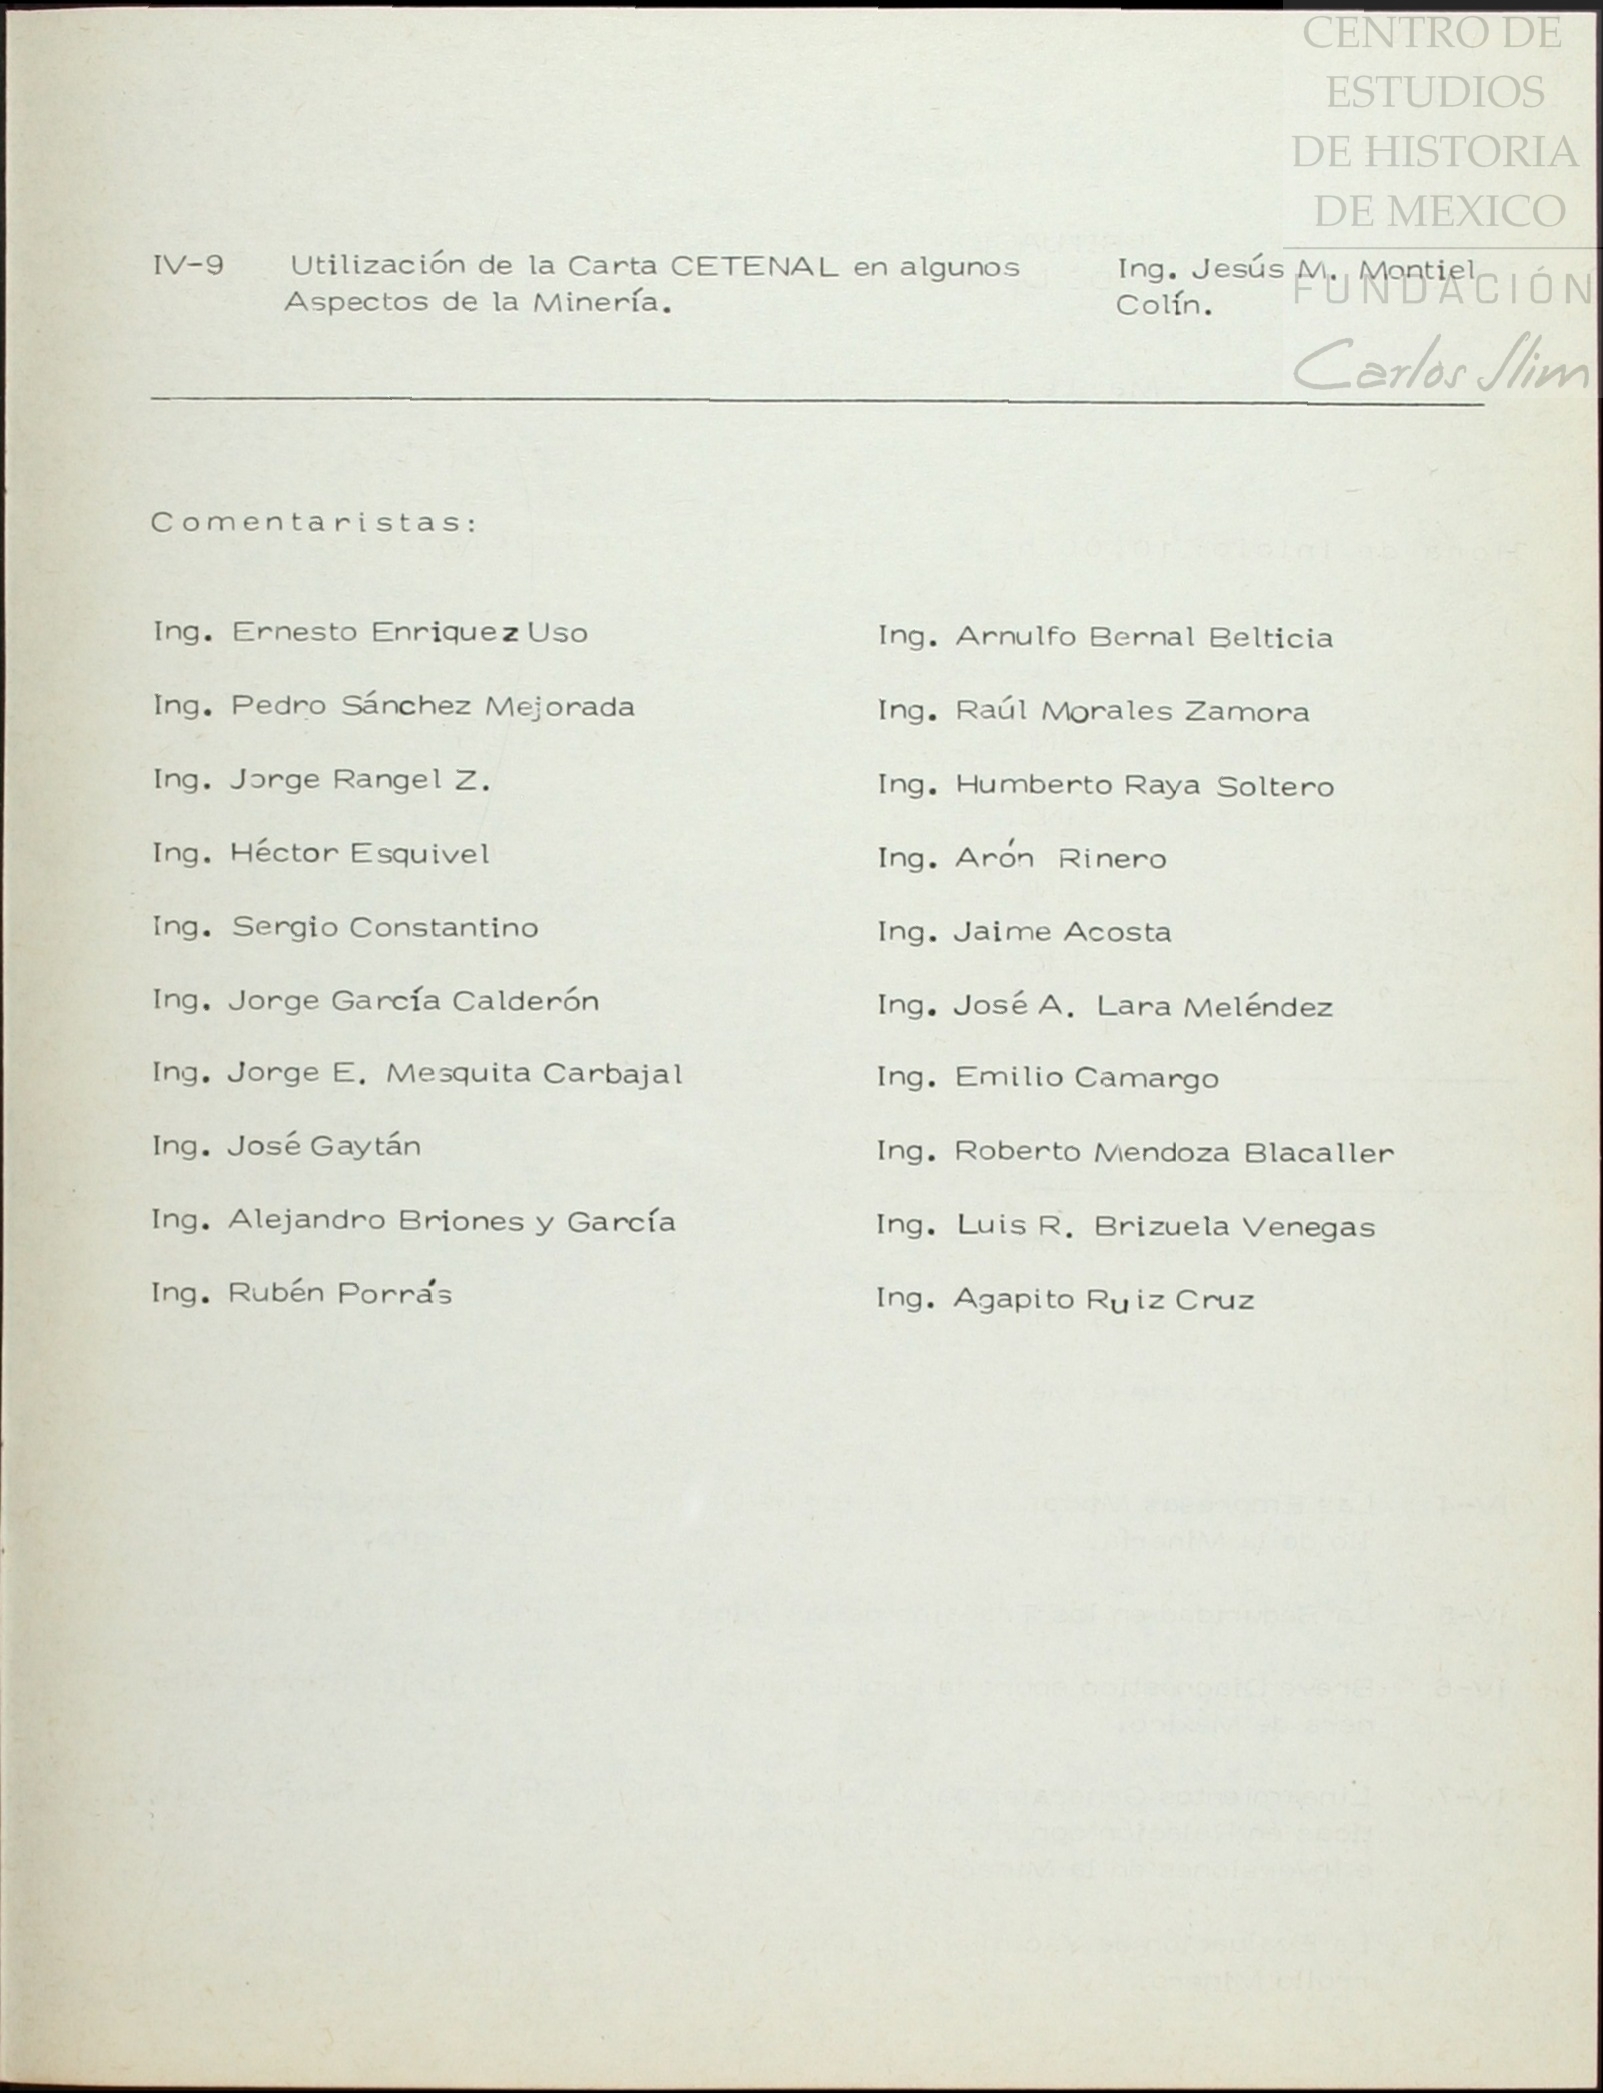 CENTRO DE
ESTUDIOS
DE HISTORIA
DE MEXICO
FUNDACIÓN
Carlos Slim
IV-9 Utilización de la Carta CETENAL en algunos Ing. Jesús M. Montiel
Aspectos de la Minería. Colín.
Comentaristas:
Ing. Ernesto Enriquez Uso
Ing. Pedro Sánchez Mejorada
Ing. Jorge Rangel Z.
Ing. Héctor Esquivel
Ing. Sergio Constantino
Ing. Jorge García Calderón
Ing. Jorge E. Mesquita Carbajal
Ing. José Gaytán
Ing. Alejandro Briones y García
Ing. Rubén Porrás
Ing. Arnulfo Bernal Belticia
Ing. Raúl Morales Zamora
Ing. Humberto Raya Soltero
Ing. Arón Rinero
Ing. Jaime Acosta
Ing. José A. Lara Meléndez
Ing. Emilio Camargo
Ing. Roberto Mendoza Blacaller
Ing. Luis R. Brizuela Venegas
Ing. Agapito Ruiz Cruz